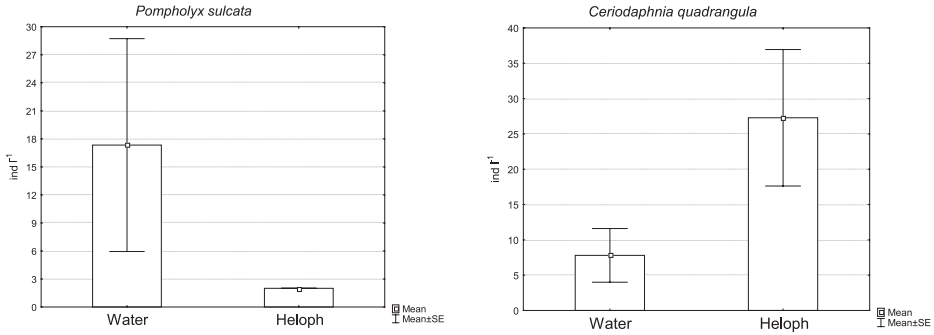 Pompholyx sulcata
30
27
24
21
18
15
12
9
6
3
0
ind l⁻¹
Water
Heloph
Mean
Mean±SE
Ceriodaphnia quadrangula
40
35
30
25
20
15
10
5
0
ind l⁻¹
Water
Heloph
Mean
Mean±SE